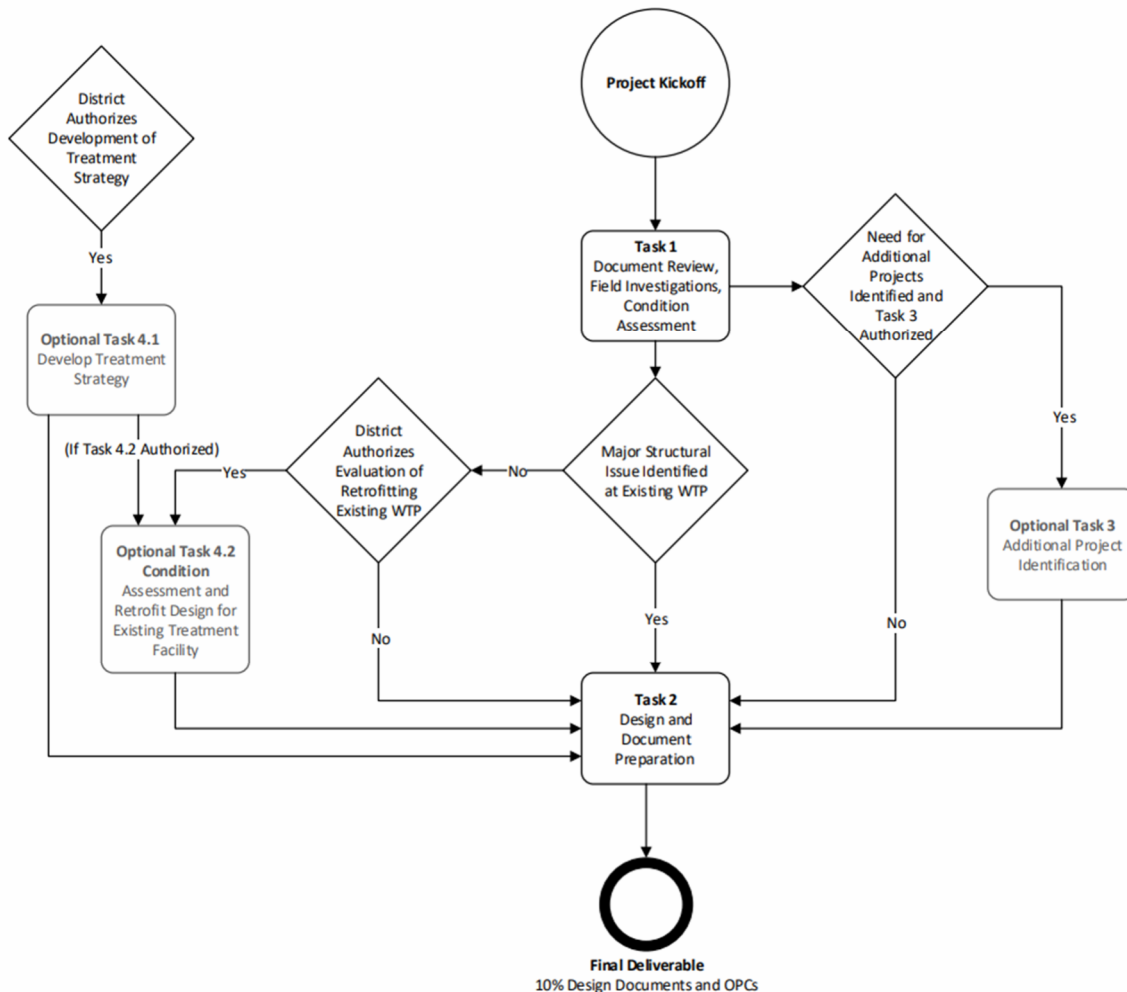 Project Kickoff
District
Authorizes
Development of
Treatment
Strategy
Yes
Task 1
Document Review,
Field Investigations,
Condition
Assessment
Need for
Additional
Projects
Identified and
Task 3
Authorized
Optional Task 4.1
Develop Treatment
Strategy
(If Task 4.2 Authorized)
District
Authorizes
Evaluation of
Retrofitting
Existing WTP
Yes
No
Major Structural
Issue Identified
at Existing WTP
Yes
Optional Task 4.2
Condition
Assessment and
Retrofit Design for
Existing Treatment
Facility
Optional Task 3
Additional Project
Identification
No
Yes
No
Task 2
Design and
Document
Preparation
Final Deliverable
10% Design Documents and OPCs